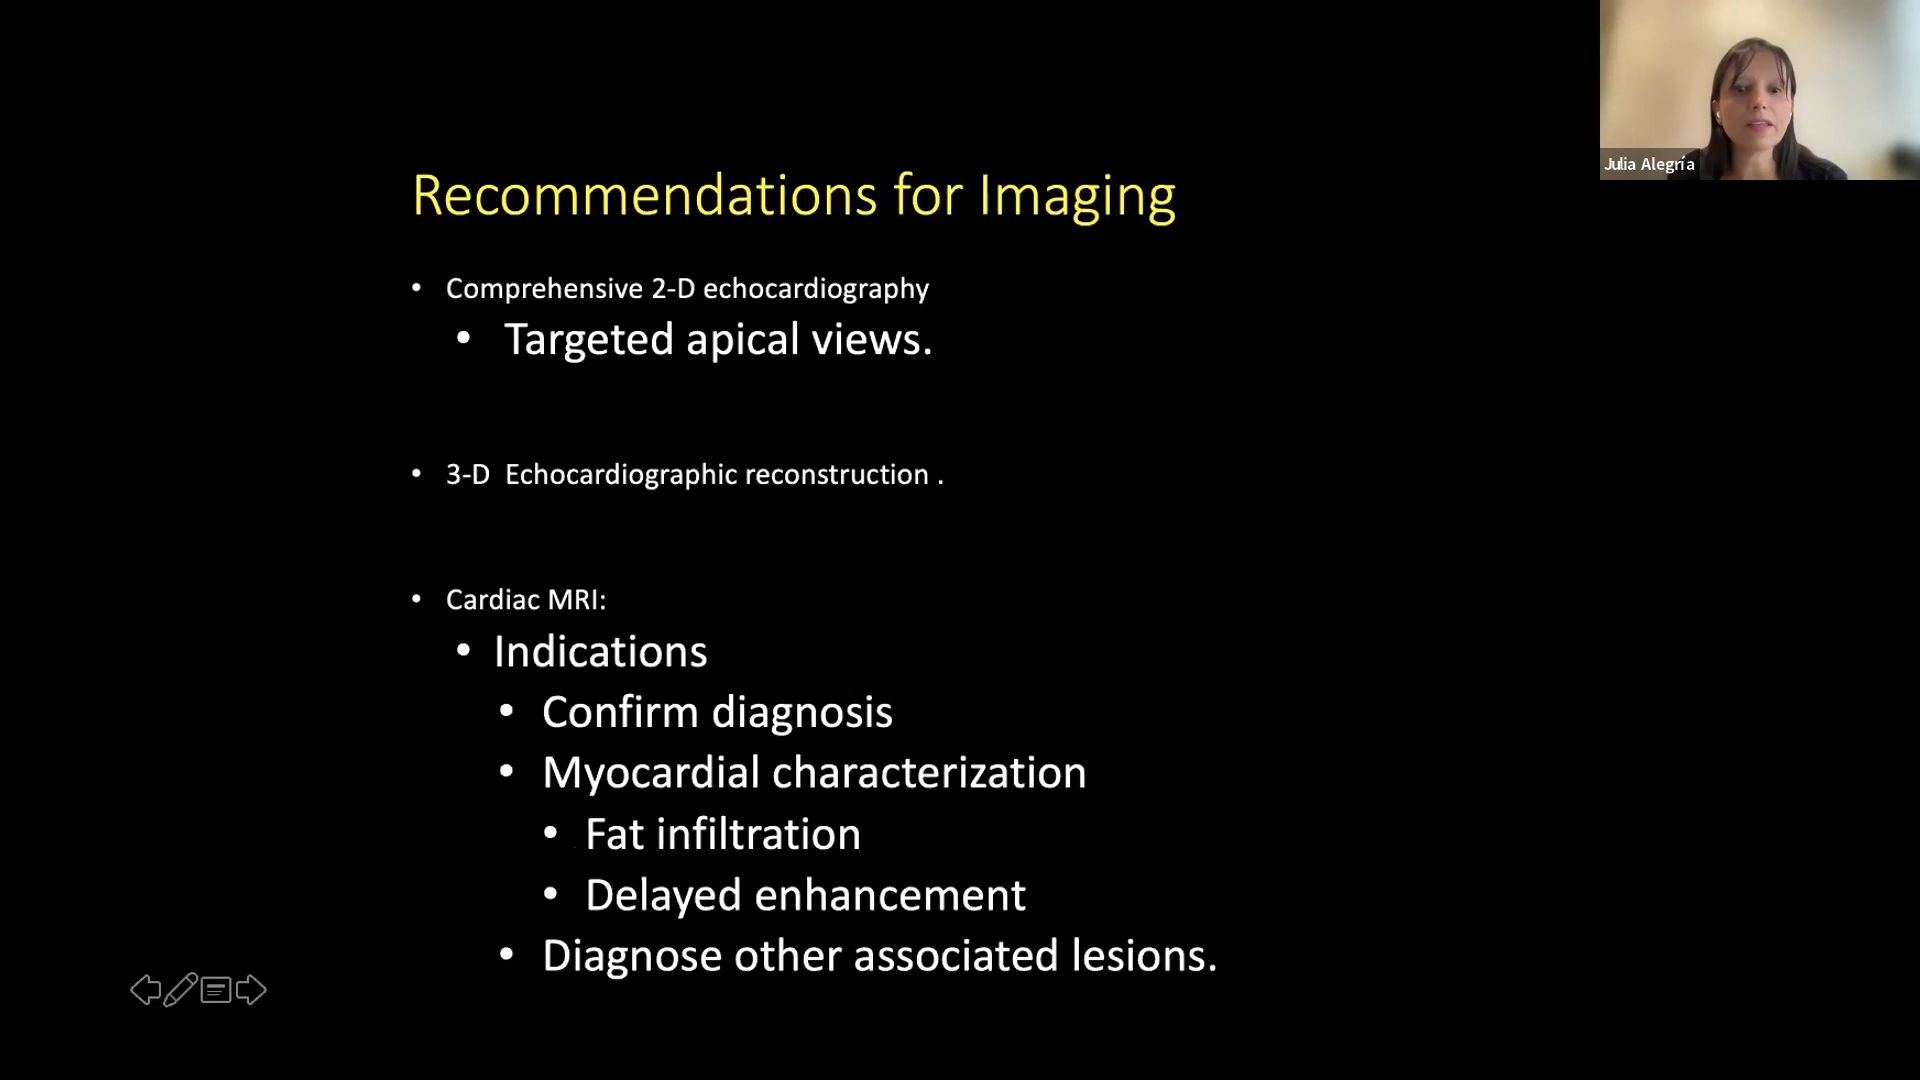 Julia Alegría
Recommendations for Imaging
• Comprehensive 2-D echocardiography
• Targeted apical views.
• 3-D Echocardiographic reconstruction .
• Cardiac MRI:
• Indications
• Confirm diagnosis
• Myocardial characterization
• Fat infiltration
• Delayed enhancement
• Diagnose other associated lesions.